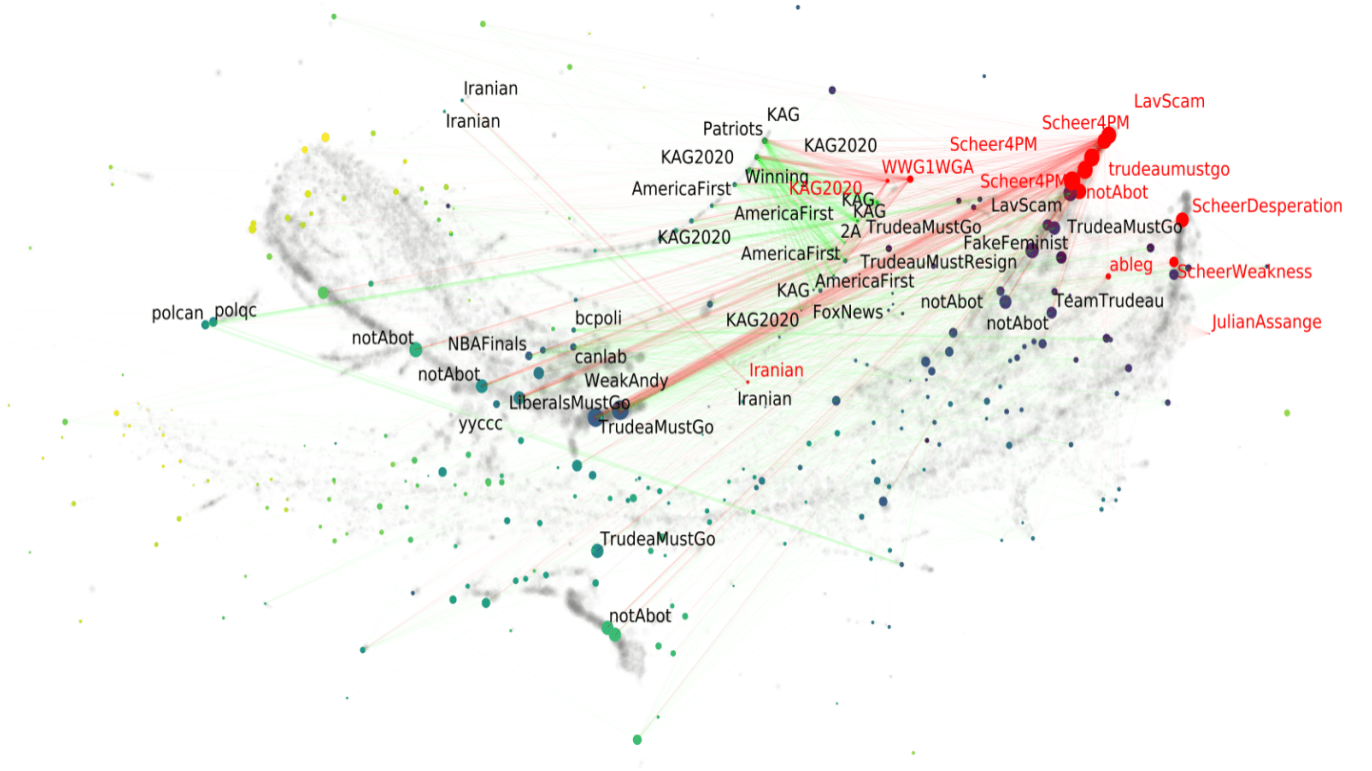 Iranian
LavScam
KAG
Iranian
Scheer4PM
Patriots
KAG2020
Scheer4PM
KAG2020
WWG1WGA
trudeaumustgo
Winning
Scheer4PM
AmericaFirst
KAG2020
notAbot
KAG
LavScam
ScheerDesperation
AmericaFirst
KAG
2A
TrudeaMustGo
TrudeaMustGo
KAG2020
FakeFeminist
AmericaFirst
TrudeauMustResign
ableg
ScheerWeakness
AmericaFirst
KAG
notAbot
TeamTrudeau
polcan
polqc
FoxNews
bcpoli
KAG2020
notAbot
JulianAssange
notAbot
NBAFinals
canlab
notAbot
WeakAndy
Iranian
LiberalsMustGo
Iranian
yyccc
TrudeaMustGo
TrudeaMustGo
notAbot